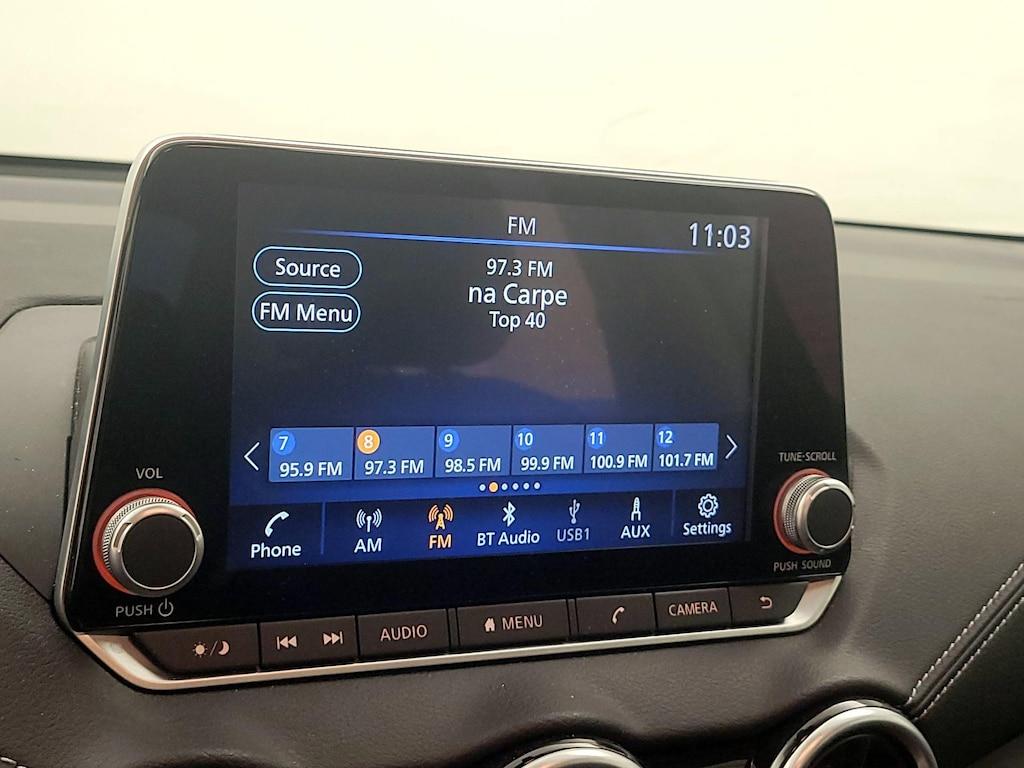 FM
11:03
Source
97.3 FM
FM Menu
na Carpe
Top 40
7 8 9 10 11 12
95.9 FM 97.3 FM 98.5 FM 99.9 FM 100.9 FM 101.7 FM
Phone AM FM BT Audio USB1 AUX Settings
VOL
PUSH
TUNE·SCROLL
PUSH SOUND
AUDIO MENU CAMERA